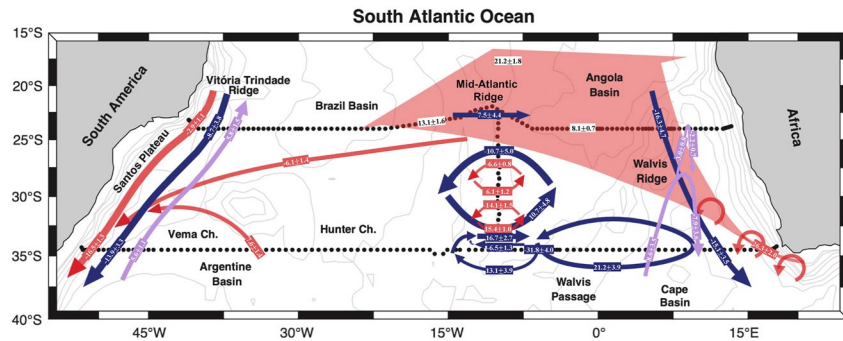 South Atlantic Ocean
15°S
20°S
25°S
30°S
35°S
40°S
45°W
30°W
15°W
0°
15°E
South America
Africa
Santos Plateau
Vitória Trindade
Ridge
Brazil Basin
Mid-Atlantic
Ridge
Angola
Basin
Walvis
Ridge
Vema Ch.
Hunter Ch.
Argentine
Basin
Walvis
Passage
Cape
Basin
21.2±1.8
13.1±1.6
7.5±4.4
8.1±0.7
-6.1±1.4
-10.7±5.0
-6.6±0.8
6.1±1.2
14.1±1.5
15.4±1.0
10.7±4.8
16.7±2.7
-6.5±1.3
-31.8±4.0
13.1±3.9
21.2±3.9